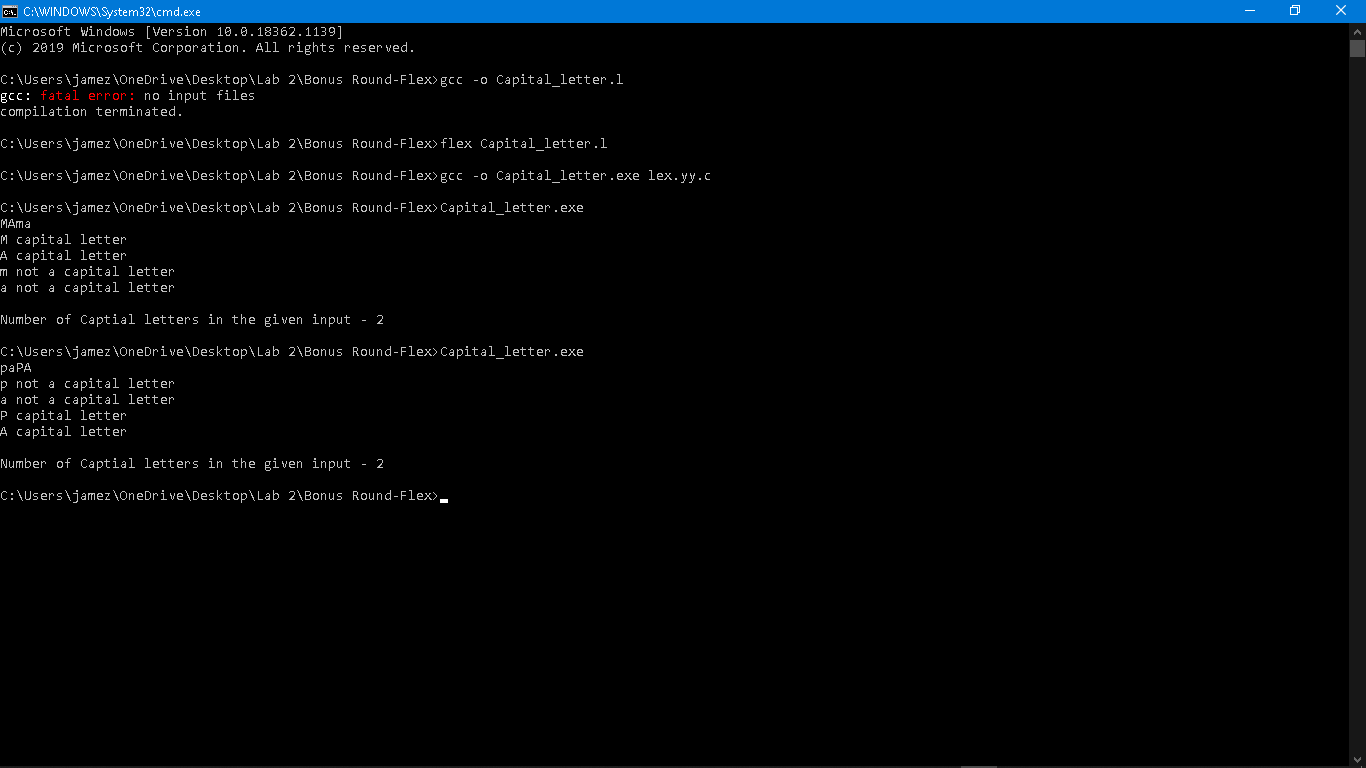 C:\WINDOWS\System32\cmd.exe
Microsoft Windows [Version 10.0.18362.1139]
(c) 2019 Microsoft Corporation. All rights reserved.
C:\Users\jamez\OneDrive\Desktop\Lab 2\Bonus Round-Flex>gcc -o Capital_letter.l
gcc: fatal error: no input files
compilation terminated.
C:\Users\jamez\OneDrive\Desktop\Lab 2\Bonus Round-Flex>flex Capital_letter.l
C:\Users\jamez\OneDrive\Desktop\Lab 2\Bonus Round-Flex>gcc -o Capital_letter.exe lex.yy.c
C:\Users\jamez\OneDrive\Desktop\Lab 2\Bonus Round-Flex>Capital_letter.exe
MAma
M capital letter
A capital letter
m not a capital letter
a not a capital letter
Number of Captial letters in the given input - 2
C:\Users\jamez\OneDrive\Desktop\Lab 2\Bonus Round-Flex>Capital_letter.exe
paPA
p not a capital letter
a not a capital letter
P capital letter
A capital letter
Number of Captial letters in the given input - 2
C:\Users\jamez\OneDrive\Desktop\Lab 2\Bonus Round-Flex>